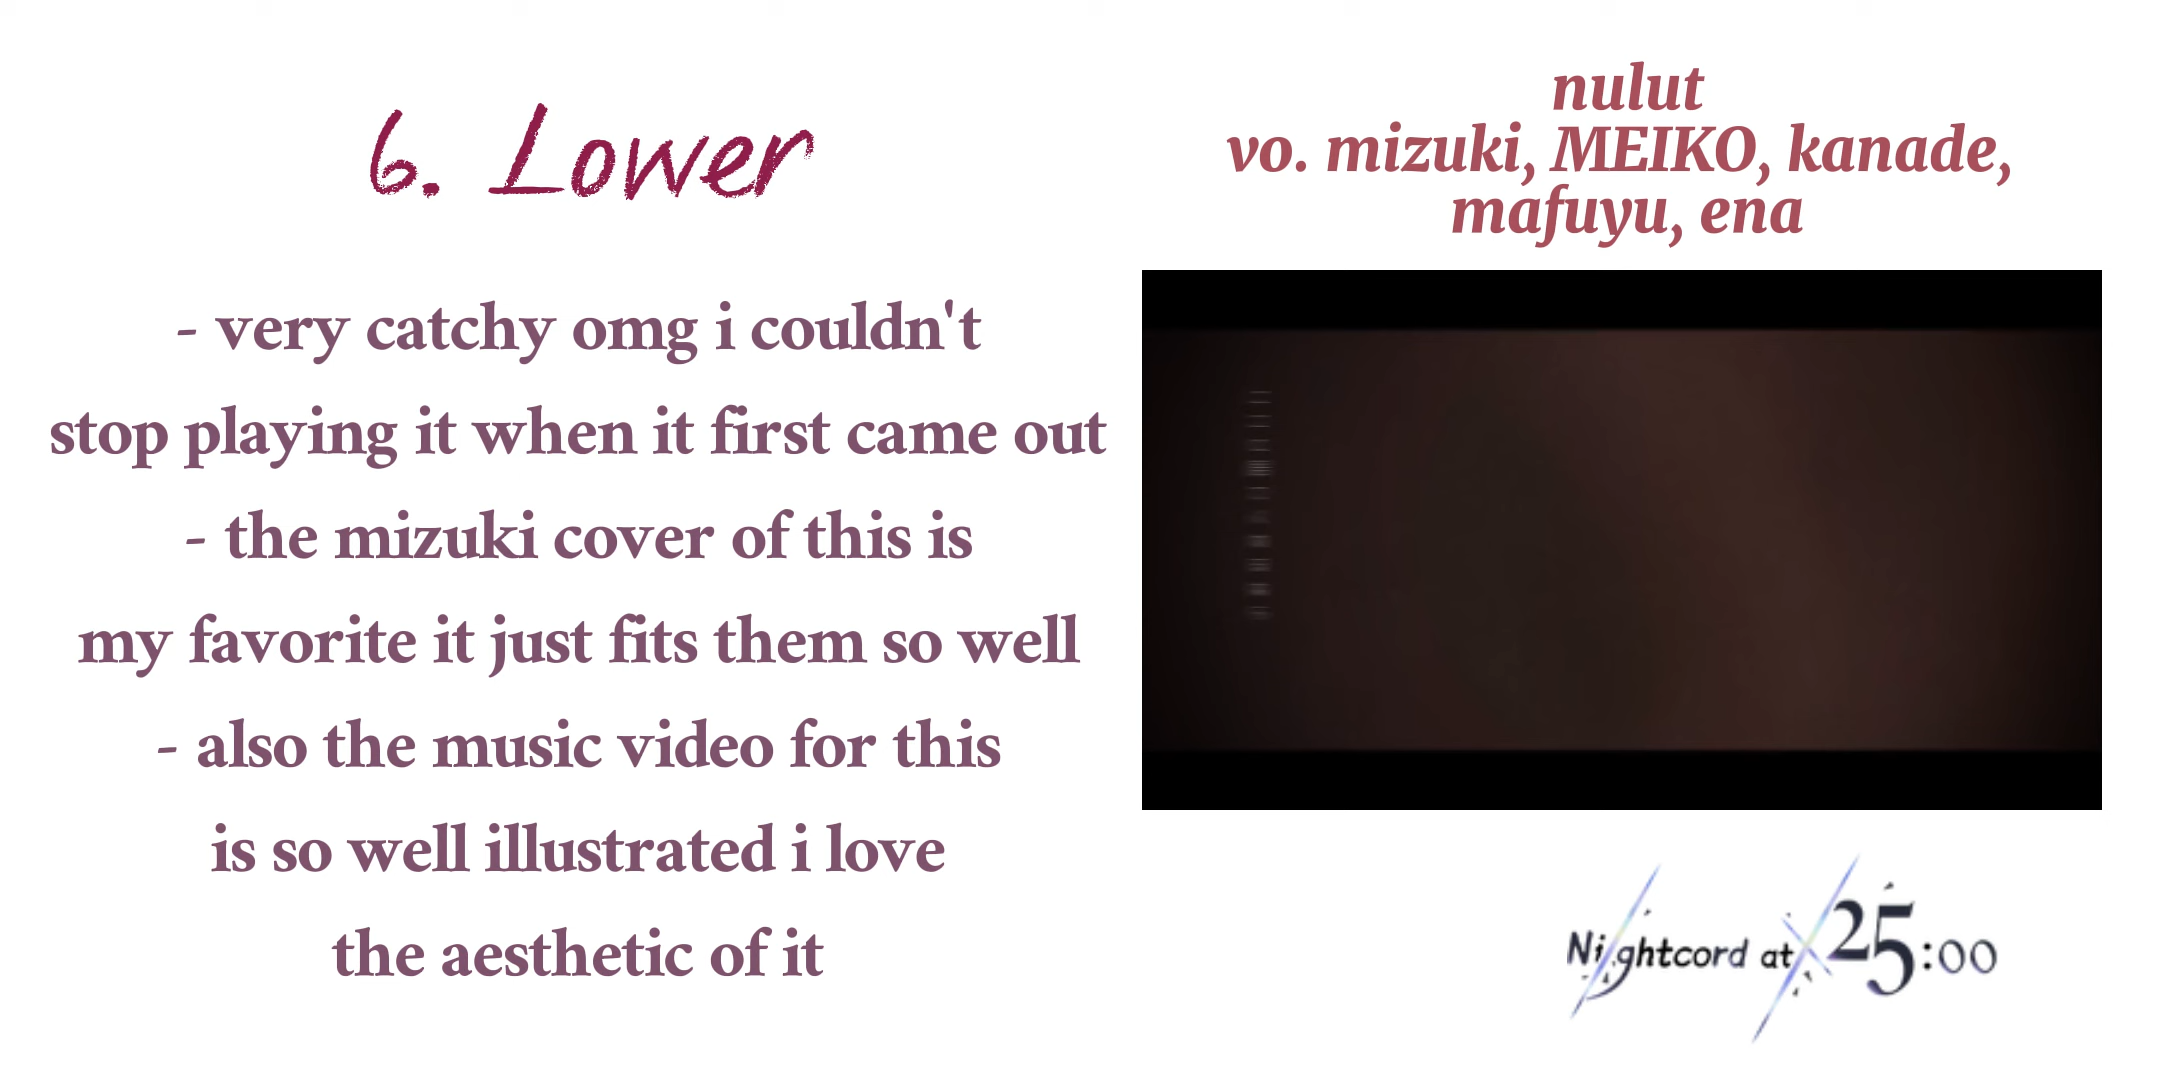 6. Lower
nulut
vo. mizuki, MEIKO, kanade,
mafuyu, ena
- very catchy omg i couldn't
stop playing it when it first came out
- the mizuki cover of this is
my favorite it just fits them so well
- also the music video for this
is so well illustrated i love
the aesthetic of it
Nightcord at 25:00